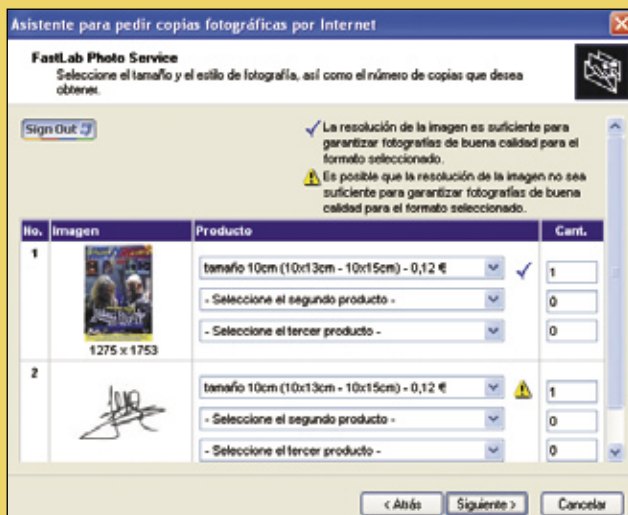 Asistente para pedir copias fotográficas por Internet
FastLab Photo Service
Seleccione el tamaño y el estilo de fotografía, así como el número de copias que desea
obtener.
Sign Out
La resolución de la imagen es suficiente para
garantizar fotografías de buena calidad para el
formato seleccionado.
Es posible que la resolución de la imagen no sea
suficiente para garantizar fotografías de buena
calidad para el formato seleccionado.
No. Imagen Producto Cant.
1
tamaño 10cm (10x13cm - 10x15cm) - 0,12 € 1
- Seleccione el segundo producto - 0
- Seleccione el tercer producto - 0
1275 x 1753
2
tamaño 10cm (10x13cm - 10x15cm) - 0,12 € 1
- Seleccione el segundo producto - 0
- Seleccione el tercer producto - 0
< Atrás Siguiente > Cancelar